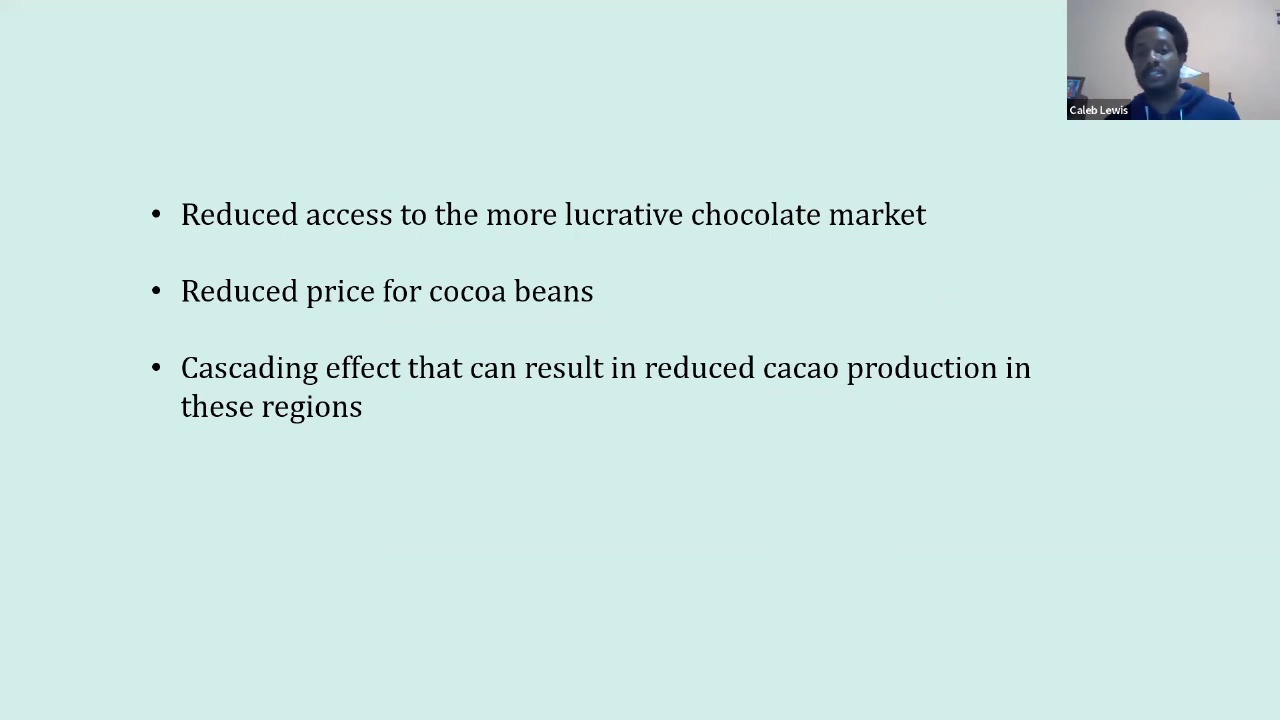 Caleb Lewis
• Reduced access to the more lucrative chocolate market
• Reduced price for cocoa beans
• Cascading effect that can result in reduced cacao production in
these regions